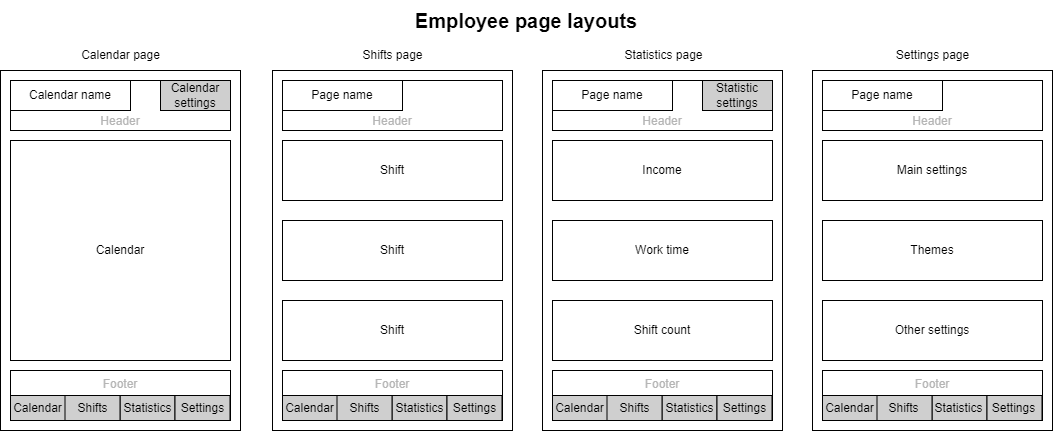 Employee page layouts
Calendar page
Calendar name
Calendar
settings
Header
Calendar
Footer
Calendar Shifts Statistics Settings
Shifts page
Page name
Header
Shift
Shift
Shift
Footer
Calendar Shifts Statistics Settings
Statistics page
Page name
Statistic
settings
Header
Income
Work time
Shift count
Footer
Calendar Shifts Statistics Settings
Settings page
Page name
Header
Main settings
Themes
Other settings
Footer
Calendar Shifts Statistics Settings